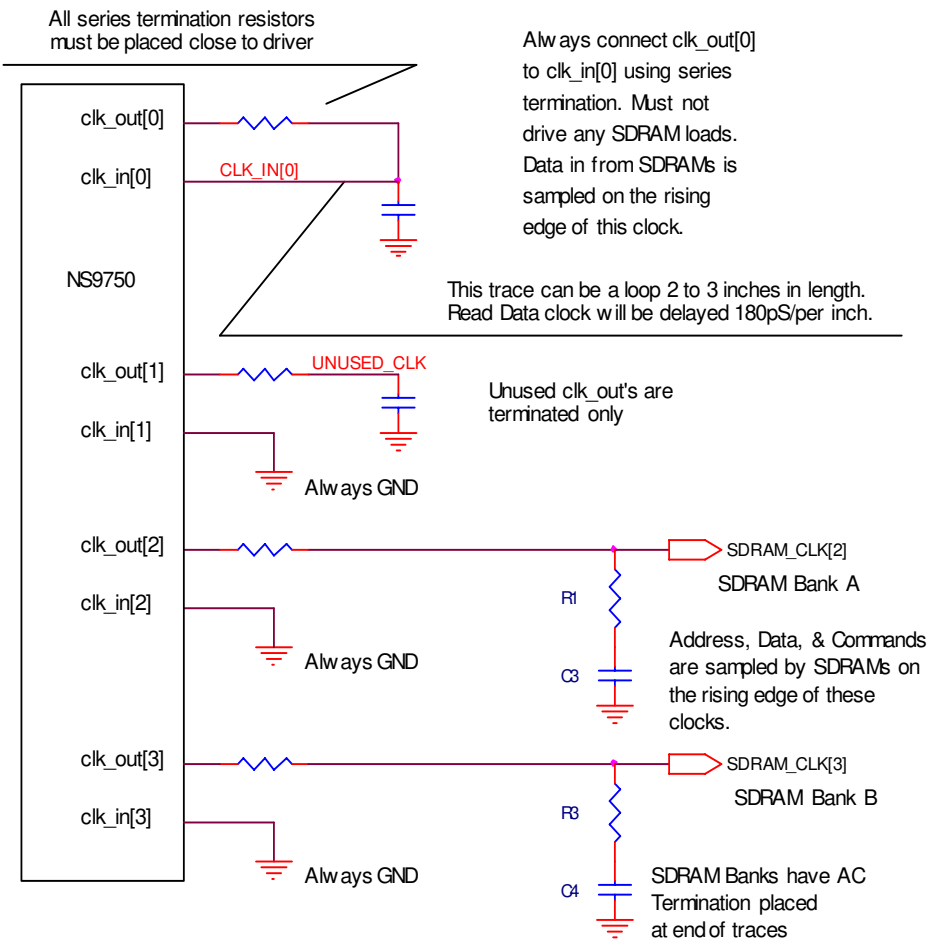 All series termination resistors
must be placed close to driver
Always connect clk_out[0]
to clk_in[0] using series
termination. Must not
drive any SDRAM loads.
Data in from SDRAMs is
sampled on the rising
edge of this clock.
clk_out[0]
clk_in[0]
CLK_IN[0]
NS9750
This trace can be a loop 2 to 3 inches in length.
Read Data clock will be delayed 180pS/per inch.
clk_out[1]
UNUSED_CLK
Unused clk_out's are
terminated only
clk_in[1]
Always GND
clk_out[2]
SDRAM_CLK[2]
SDRAM Bank A
R1
clk_in[2]
Always GND
C3
Address, Data, & Commands
are sampled by SDRAMs on
the rising edge of these
clocks.
clk_out[3]
SDRAM_CLK[3]
SDRAM Bank B
R3
clk_in[3]
Always GND
C4
SDRAM Banks have AC
Termination placed
at end of traces